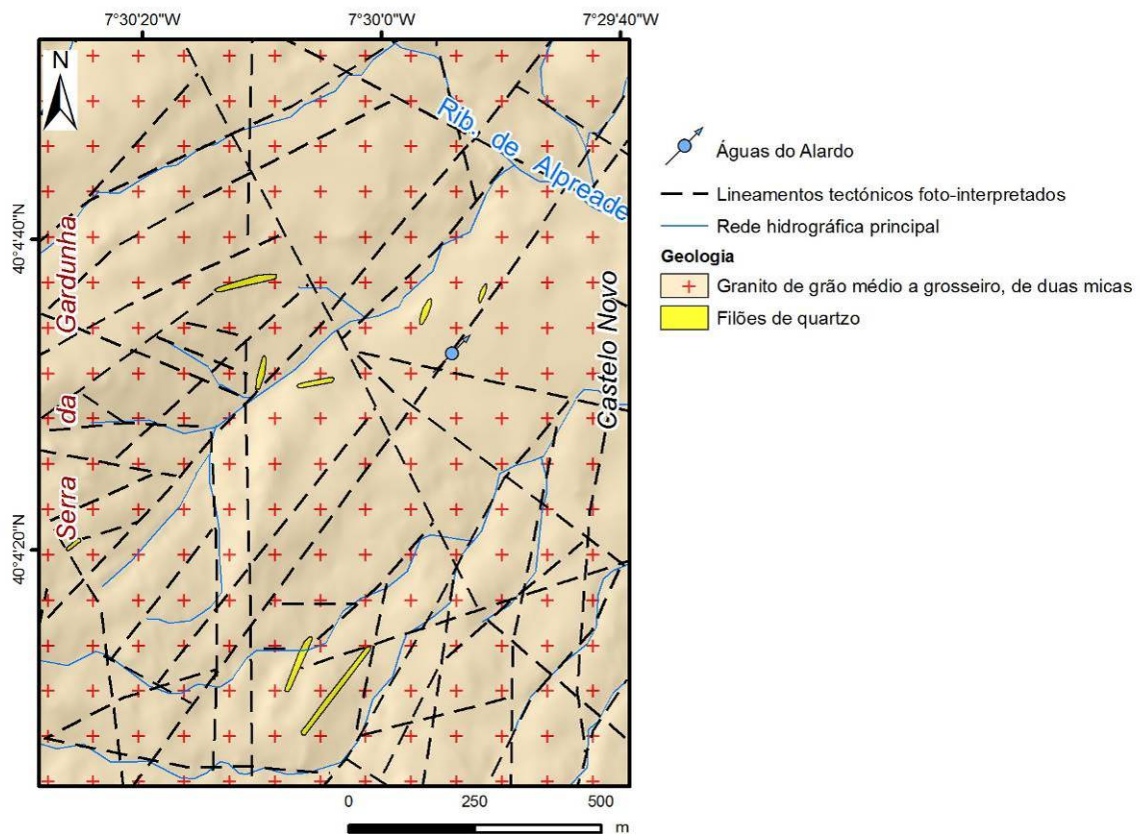 7°30'20"W
7°30'0"W
7°29'40"W
N
Rib. de Alpreade
40°4'40"N
40°4'20"N
Serra da Gardunha
Castelo Novo
Águas do Alardo
Lineamentos tectónicos foto-interpretados
Rede hidrográfica principal
Geologia
Granito de grão médio a grosseiro, de duas micas
Filões de quartzo
0
250
500
m